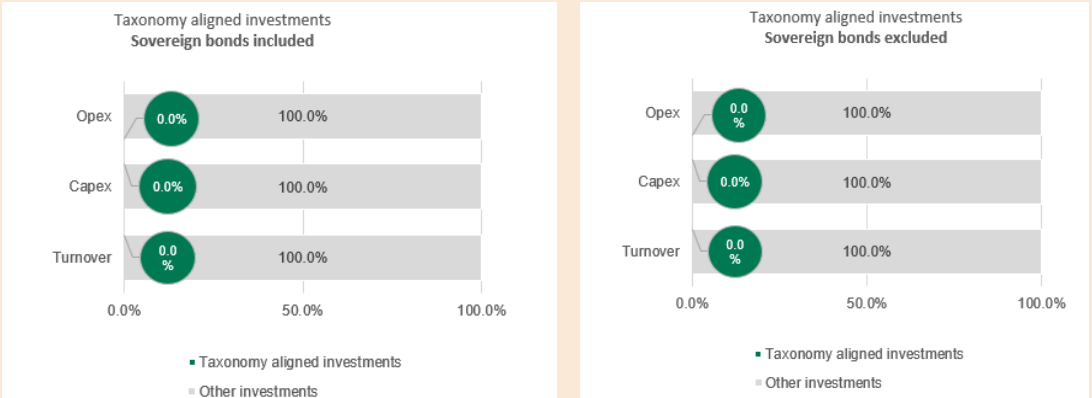 Taxonomy aligned investments
Sovereign bonds included
Opex
0.0%
100.0%
Capex
0.0%
100.0%
Turnover
0.0
%
100.0%
0.0%
50.0%
100.0%
Taxonomy aligned investments
Other investments
Taxonomy aligned investments
Sovereign bonds excluded
Opex
0.0
%
100.0%
Capex
0.0%
100.0%
Turnover
0.0
%
100.0%
0.0%
50.0%
100.0%
Taxonomy aligned investments
Other investments